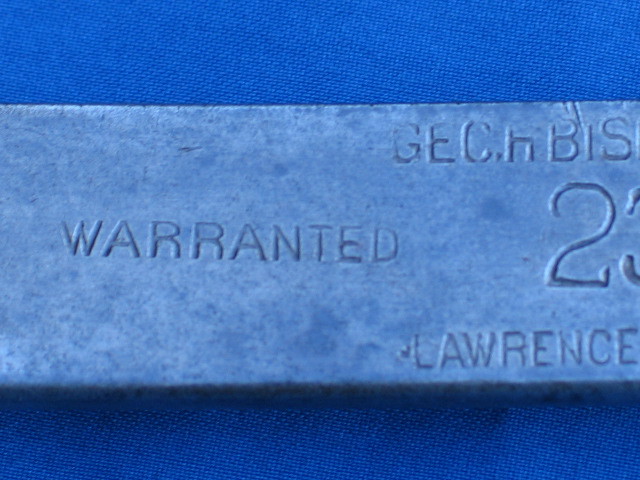 GEO.H BIS
WARRANTED
23
LAWRENCE